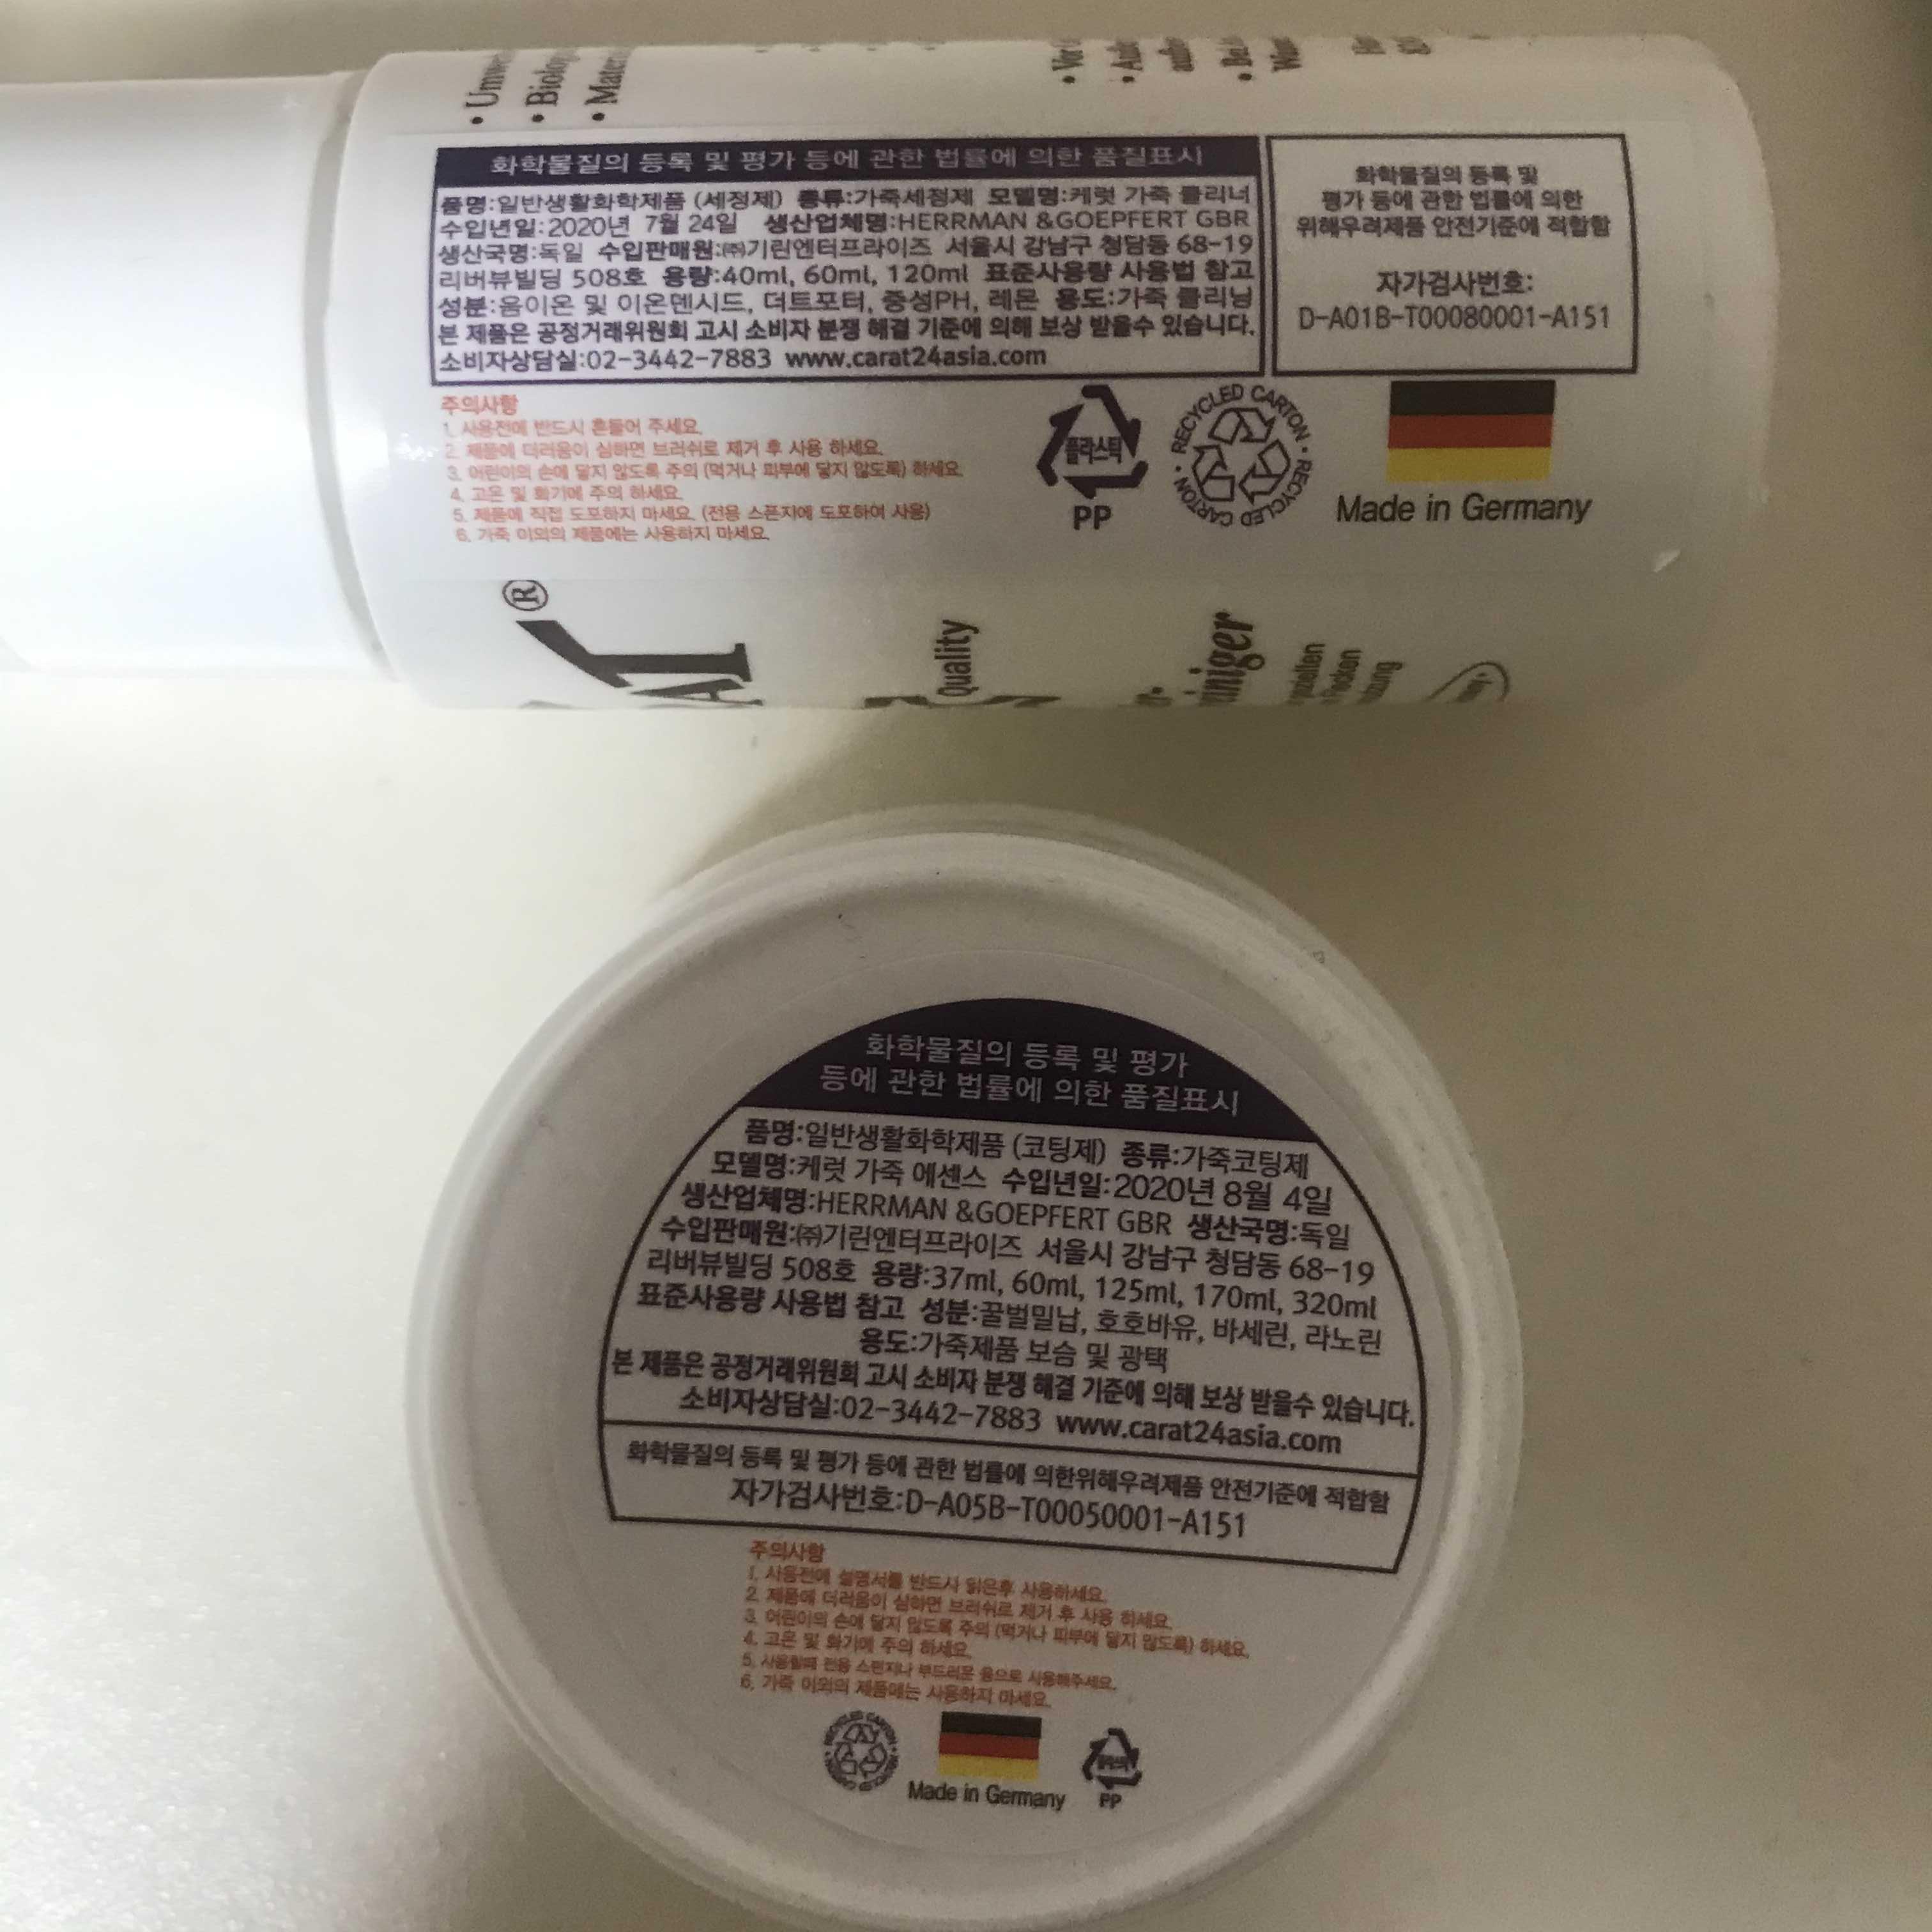 • Umwe
• Biolog
• Mater
화학물질의 등록 및 평가 등에 관한 법률에 의한 품질표시
품명:일반생활화학제품 (세정제) 종류:가죽세정제 모델명:케럿 가죽 클리너
수입년일:2020년 7월 24일 생산업체명:HERRMAN &GOEPFERT GBR
생산국명:독일 수입판매원:㈜기린엔터프라이즈 서울시 강남구 청담동 68-19
리버뷰빌딩 508호 용량:40ml, 60ml, 120ml 표준사용량 사용법 참고
성분:음이온 및 이온덴시드, 더트포터, 중성PH, 레몬 용도:가죽 클리닝
본 제품은 공정거래위원회 고시 소비자 분쟁 해결 기준에 의해 보상 받을수 있습니다.
소비자상담실:02-3442-7883 www.carat24asia.com
화학물질의 등록 및
평가 등에 관한 법률에 의한
위해우려제품 안전기준에 적합함
자가검사번호:
D-A01B-T00080001-A151
주의사항
1. 사용전에 반드시 흔들어 주세요.
2. 제품에 더러움이 심하면 브러쉬로 제거 후 사용 하세요.
3. 어린이의 손에 닿지 않도록 주의 (먹거나 피부에 닿지 않도록) 하세요.
4. 고온 및 화기에 주의 하세요.
5. 제품에 직접 도포하지 마세요. (전용 스폰지에 도포하여 사용)
6. 가죽 이외의 제품에는 사용하지 마세요.
플라스틱
PP
RECYCLED CARTON • RECYCLED CARTON •
Made in Germany
AT®
Quality
iniger
Flecken
화학물질의 등록 및 평가
등에 관한 법률에 의한 품질표시
품명:일반생활화학제품 (코팅제) 종류:가죽코팅제
모델명:케럿 가죽 에센스 수입년일:2020년 8월 4일
생산업체명:HERRMAN &GOEPFERT GBR 생산국명:독일
수입판매원:㈜기린엔터프라이즈 서울시 강남구 청담동 68-19
리버뷰빌딩 508호 용량:37ml, 60ml, 125ml, 170ml, 320ml
표준사용량 사용법 참고 성분:꿀벌밀납, 호호바유, 바세린, 라노린
용도:가죽제품 보습 및 광택
본 제품은 공정거래위원회 고시 소비자 분쟁 해결 기준에 의해 보상 받을수 있습니다.
소비자상담실:02-3442-7883 www.carat24asia.com
화학물질의 등록 및 평가 등에 관한 법률에 의한위해우려제품 안전기준에 적합함
자가검사번호:D-A05B-T00050001-A151
주의사항
1. 사용전에 설명서를 반드시 읽은후 사용하세요.
2. 제품에 더러움이 심하면 브러쉬로 제거 후 사용 하세요.
3. 어린이의 손에 닿지 않도록 주의 (먹거나 피부에 닿지 않도록) 하세요.
4. 고온 및 화기에 주의 하세요.
5. 사용할때 전용 스펀지나 부드러운 융으로 사용해주세요.
6. 가죽 이외의 제품에는 사용하지 마세요.
RECYCLED CARTON • RECYCLED CARTON •
Made in Germany
플라스틱
PP